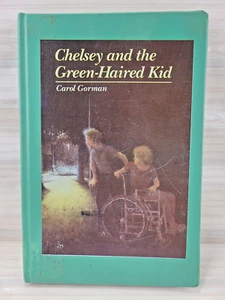 Chelsey and the
Green-Haired Kid
Carol Gorman